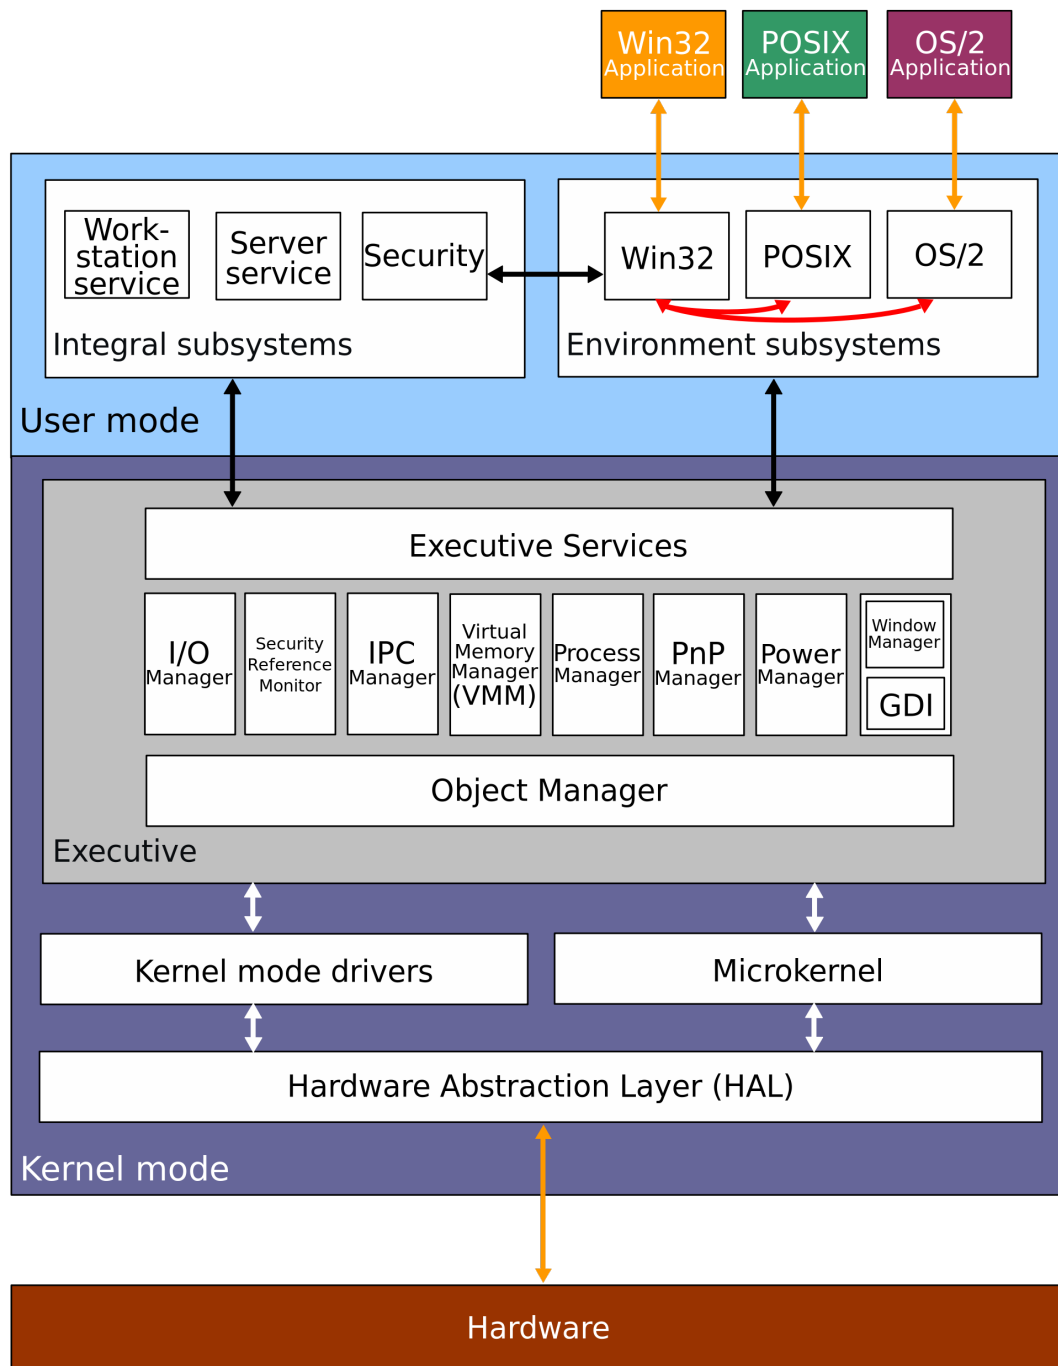 Win32
Application
POSIX
Application
OS/2
Application
Work-
station
service
Server
service
Security
Integral subsystems
Win32
POSIX
OS/2
Environment subsystems
User mode
Executive Services
I/O
Manager
Security
Reference
Monitor
IPC
Manager
Virtual
Memory
Manager
(VMM)
Process
Manager
PnP
Manager
Power
Manager
Window
Manager
GDI
Object Manager
Executive
Kernel mode drivers
Microkernel
Hardware Abstraction Layer (HAL)
Kernel mode
Hardware